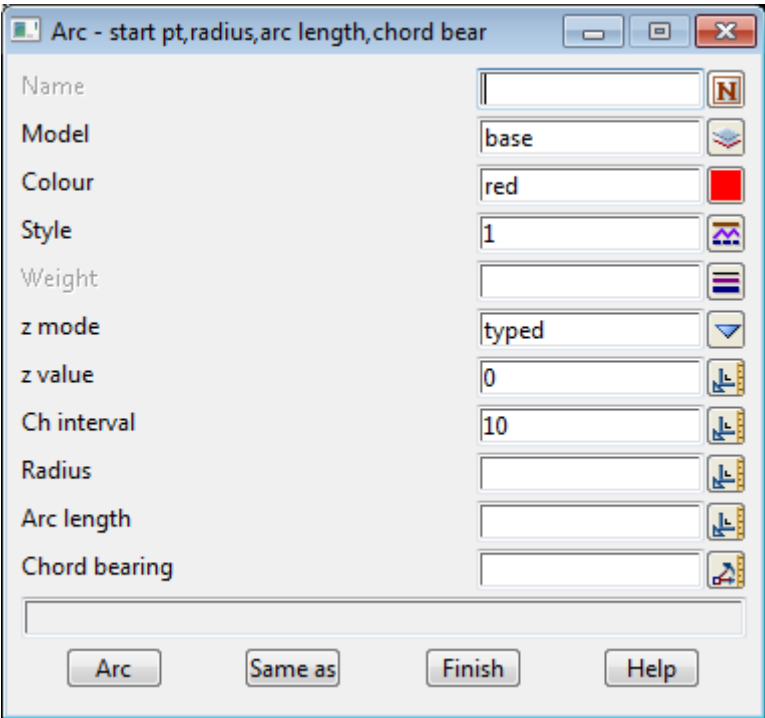 Arc - start pt,radius,arc length,chord bear
Name N
Model base
Colour red
Style 1
Weight
z mode typed
z value 0
Ch interval 10
Radius
Arc length
Chord bearing
Arc Same as Finish Help